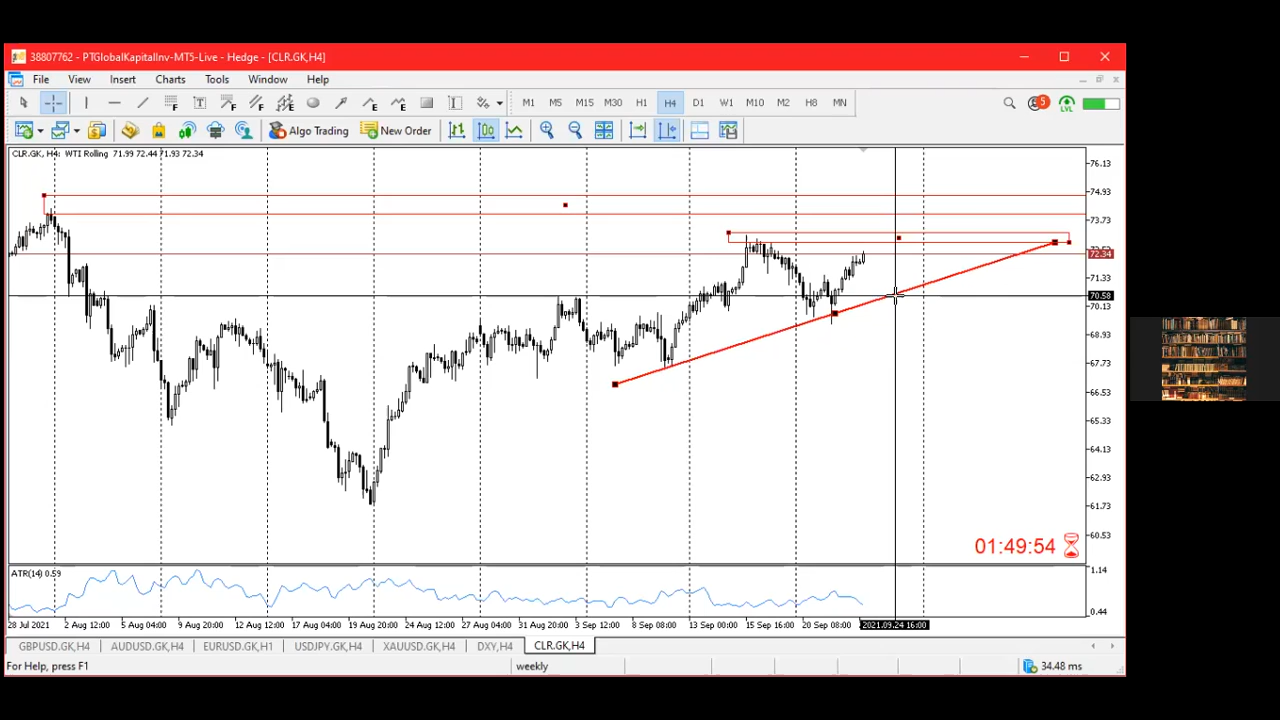 38807762 - PTGlobalKapitalInv-MT5-Live - Hedge - [CLR.GK,H4]
File View Insert Charts Tools Window Help
M1 M5 M15 M30 H1 H4 D1 W1 M10 M2 H8 MN
5
LVL
Algo Trading New Order
CLR.GK, H4: WTI Rolling 71.99 72.44 71.93 72.34
76.13
74.93
73.73
72.34
71.33
70.58
70.13
68.93
67.73
66.53
65.33
64.13
62.93
61.73
60.53
01:49:54
ATR(14) 0.59
1.14
0.44
28 Jul 2021 2 Aug 12:00 5 Aug 04:00 9 Aug 20:00 12 Aug 12:00 17 Aug 04:00 19 Aug 20:00 24 Aug 12:00 27 Aug 04:00 31 Aug 20:00 3 Sep 12:00 8 Sep 08:00 13 Sep 00:00 15 Sep 16:00 20 Sep 08:00 2021.09.24 16:00
GBPUSD.GK,H4 AUDUSD.GK,H4 EURUSD.GK,H1 USDJPY.GK,H4 XAUUSD.GK,H4 DXY,H4 CLR.GK,H4
For Help, press F1 weekly 34.48 ms